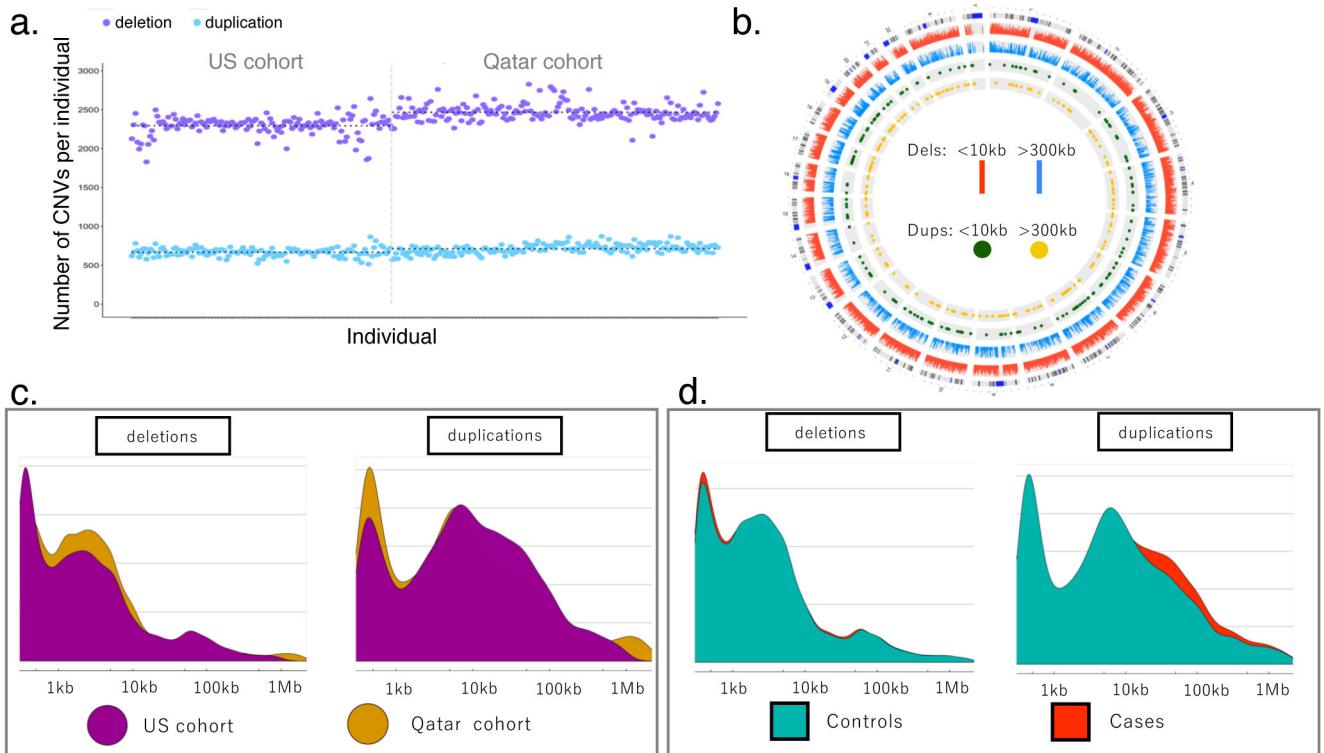 a.
deletion duplication
US cohort Qatar cohort
Number of CNVs per individual
3000
2500
2000
1500
1000
500
0
Individual
b.
Dels: <10kb >300kb
Dups: <10kb >300kb
c.
deletions duplications
1kb 10kb 100kb 1Mb 1kb 10kb 100kb 1Mb
US cohort Qatar cohort
d.
deletions duplications
1kb 10kb 100kb 1Mb 1kb 10kb 100kb 1Mb
Controls Cases